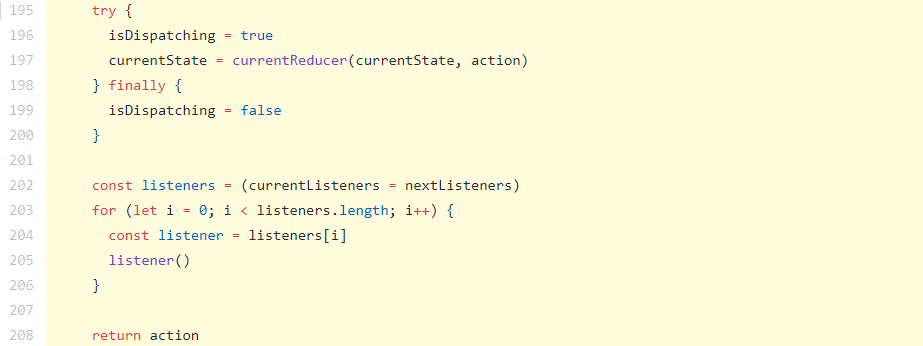 195 try {
196 isDispatching = true
197 currentState = currentReducer(currentState, action)
198 } finally {
199 isDispatching = false
200 }
201
202 const listeners = (currentListeners = nextListeners)
203 for (let i = 0; i < listeners.length; i++) {
204 const listener = listeners[i]
205 listener()
206 }
207
208 return action